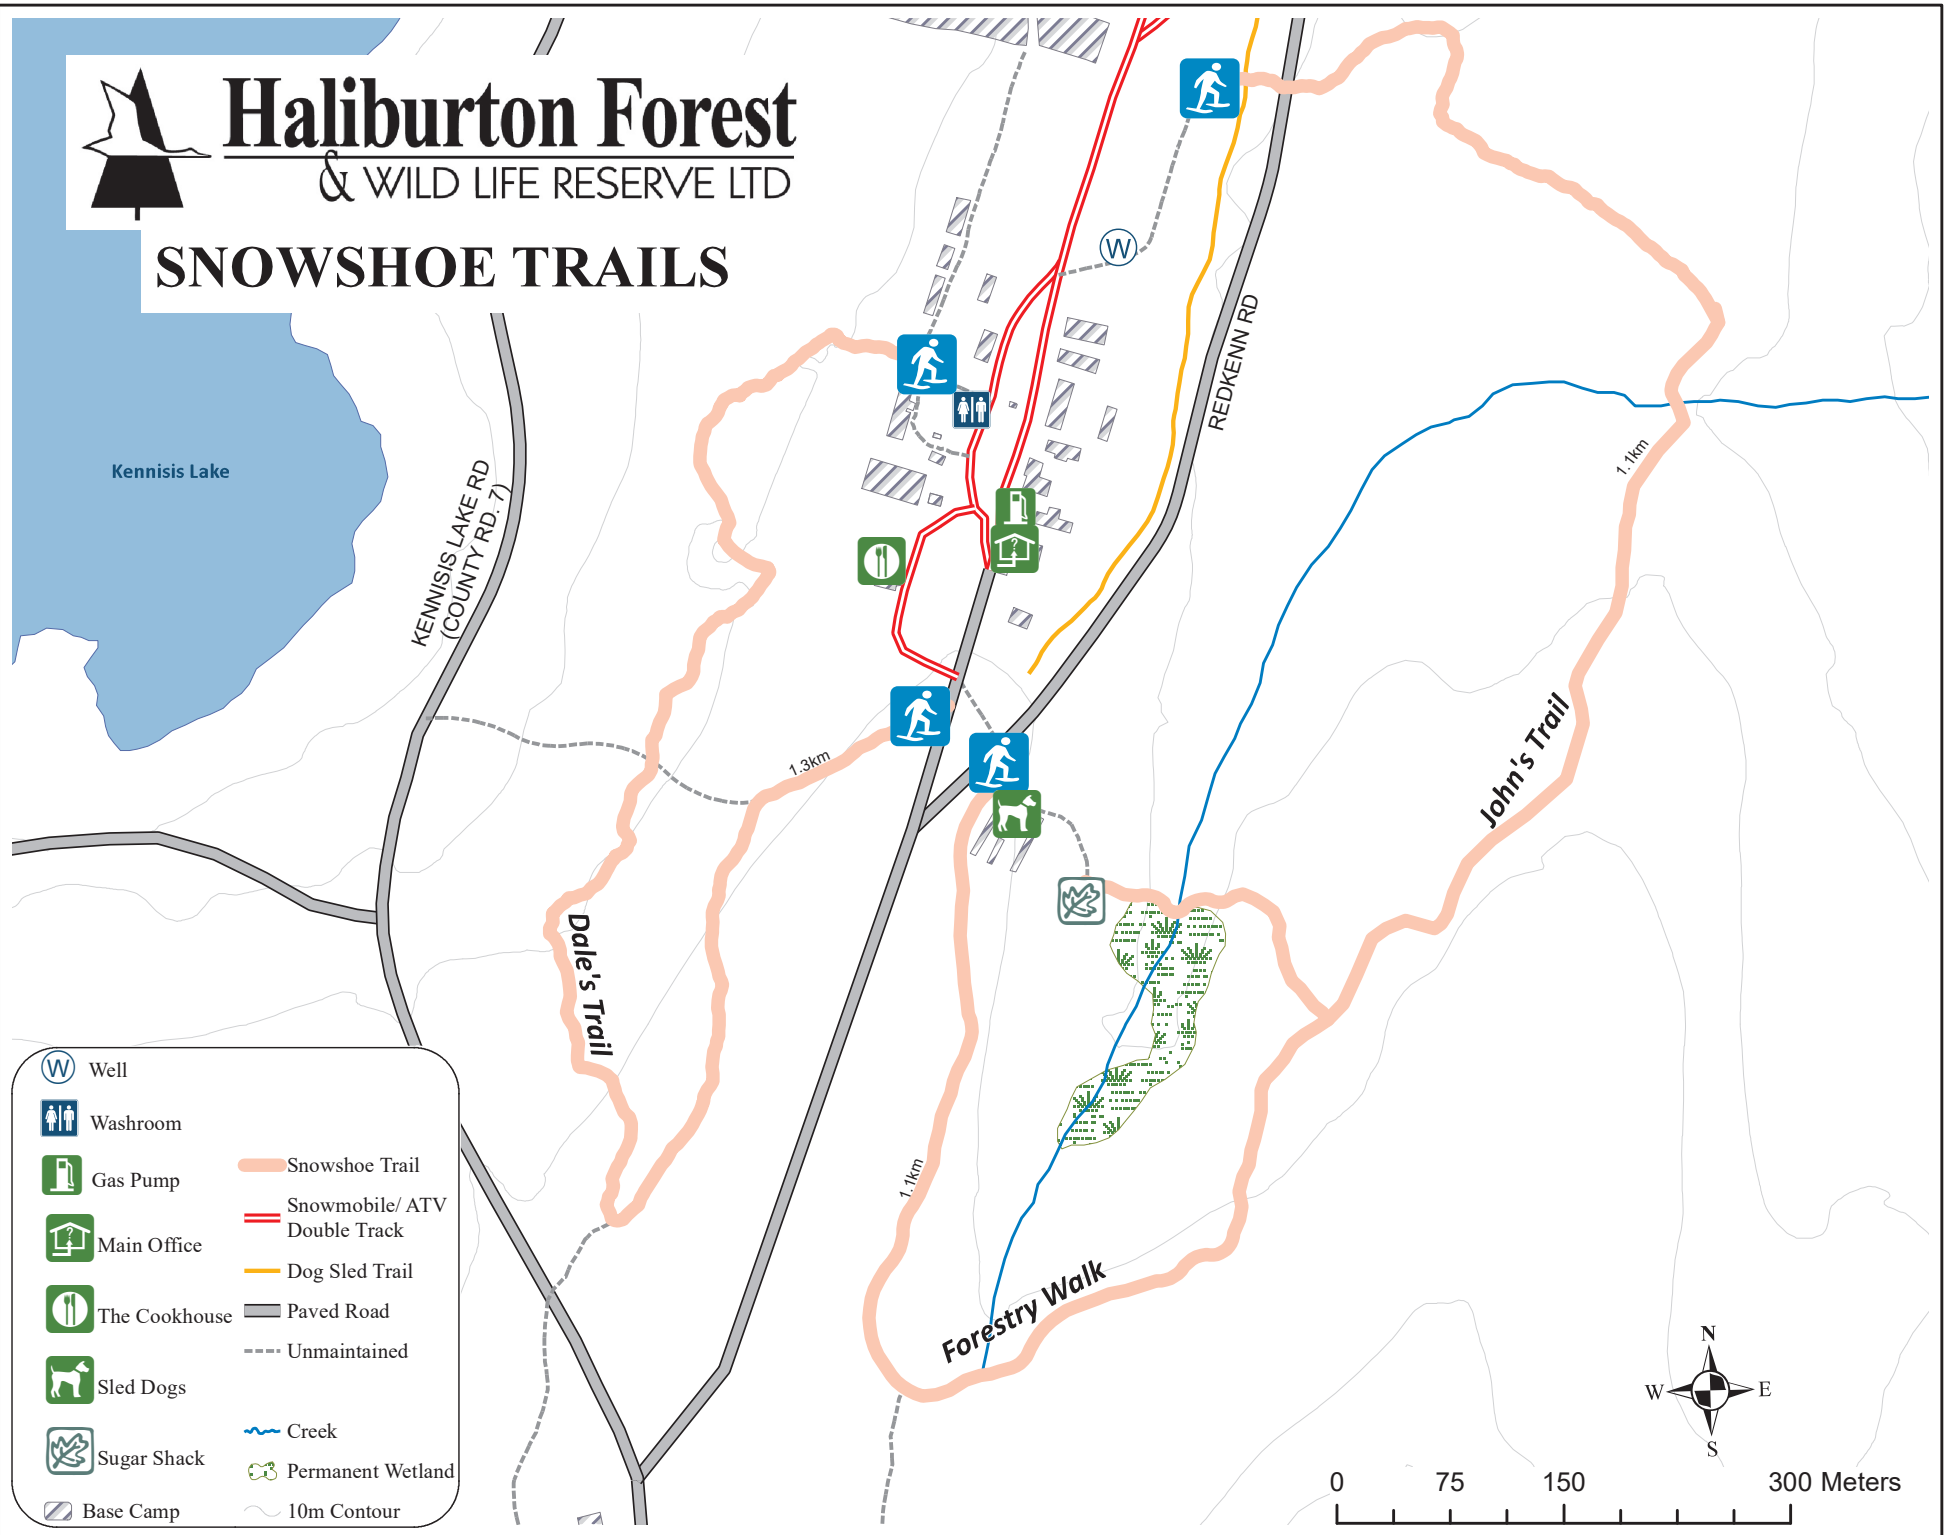 Haliburton Forest
& WILD LIFE RESERVE LTD
SNOWSHOE TRAILS
W
REDKENN RD
Kennisis Lake
KENNISIS LAKE RD
(COUNTY RD. 7)
1.1km
?
John's Trail
1.3km
Dale's Trail
1.1km
Forestry Walk
W Well
Washroom
Gas Pump
? Main Office
The Cookhouse
Sled Dogs
Sugar Shack
Base Camp
Snowshoe Trail
Snowmobile/ ATV
Double Track
Dog Sled Trail
Paved Road
Unmaintained
Creek
Permanent Wetland
10m Contour
N
W E
S
0 75 150 300 Meters